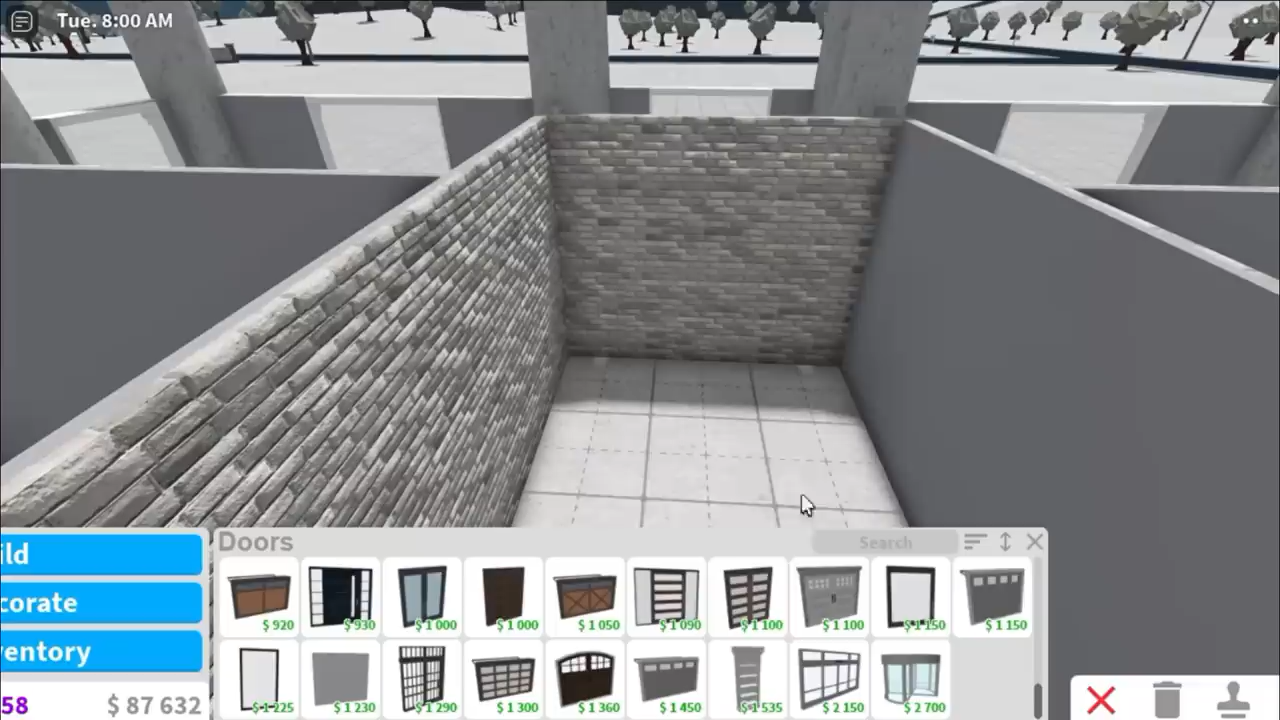 Tue. 8:00 AM
Doors
Search
ild
corate
ventory
58
$ 87 632
$ 920
$ 930
$ 1 000
$ 1 000
$ 1 050
$ 1 090
$ 1 100
$ 1 100
$ 1 150
$ 1 150
$ 1 225
$ 1 230
$ 1 290
$ 1 300
$ 1 360
$ 1 450
$ 1 535
$ 2 150
$ 2 700